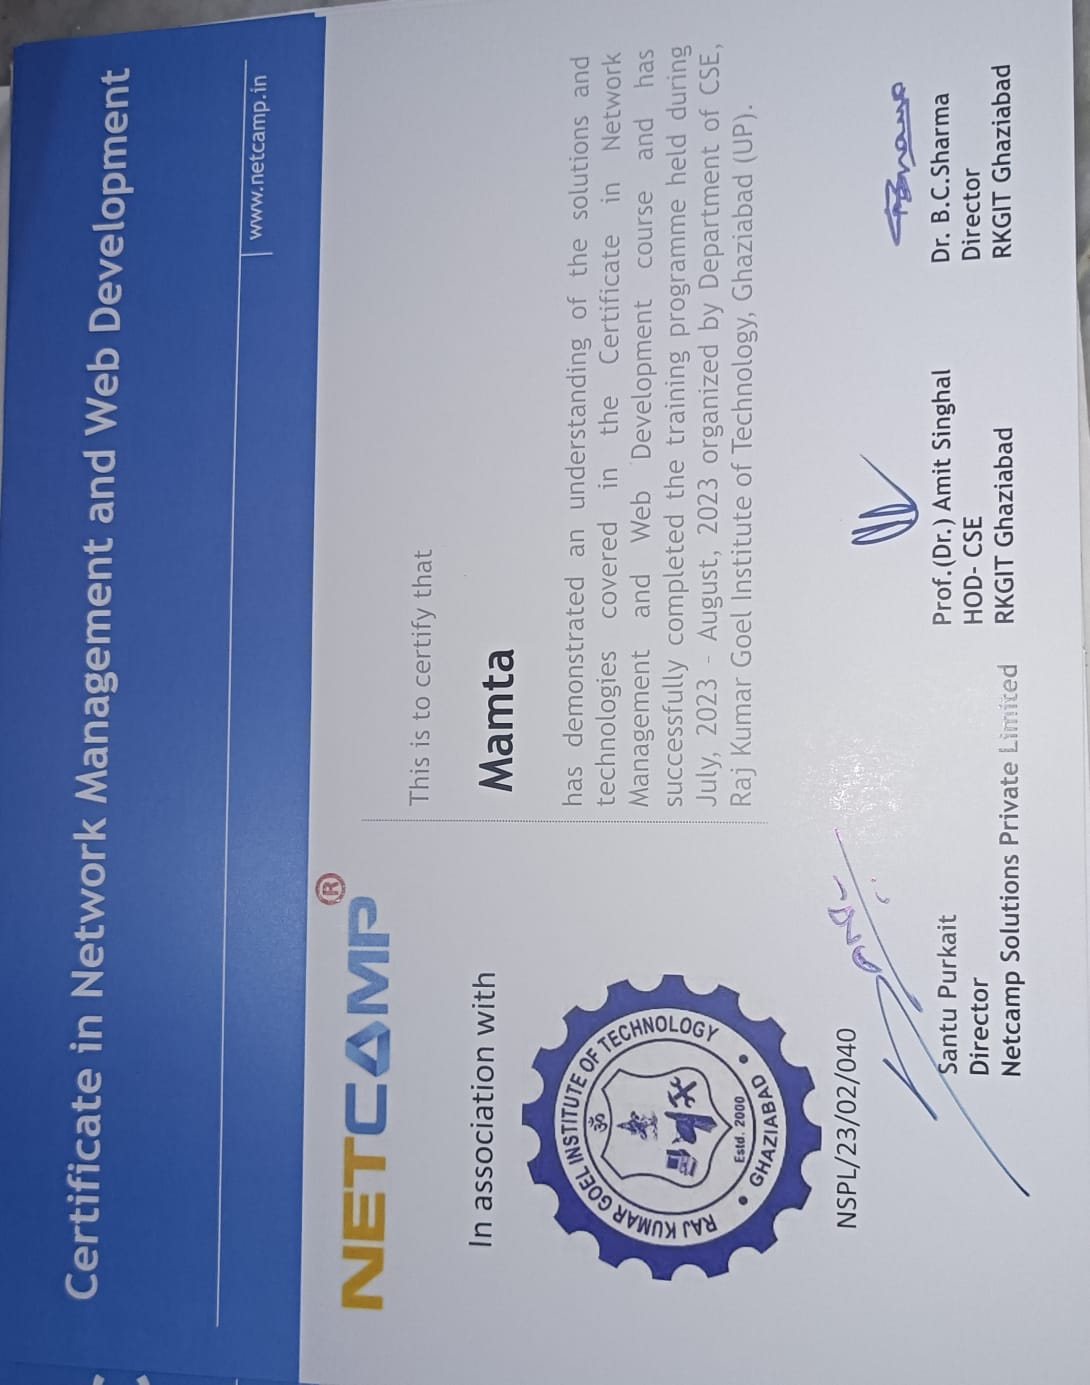 Certificate in Network Management and Web Development
www.netcamp.in
NETCAMP®
In association with
RAJ KUMAR GOEL INSTITUTE OF TECHNOLOGY
ॐ
Estd. 2000
GHAZIABAD
NSPL/23/02/040
This is to certify that
Mamta
has demonstrated an understanding of the solutions and
technologies covered in the Certificate in Network
Management and Web Development course and has
successfully completed the training programme held during
July, 2023 - August, 2023 organized by Department of CSE,
Raj Kumar Goel Institute of Technology, Ghaziabad (UP).
Santu Purkait
Director
Netcamp Solutions Private Limited
Prof.(Dr.) Amit Singhal
HOD- CSE
RKGIT Ghaziabad
Dr. B.C.Sharma
Director
RKGIT Ghaziabad